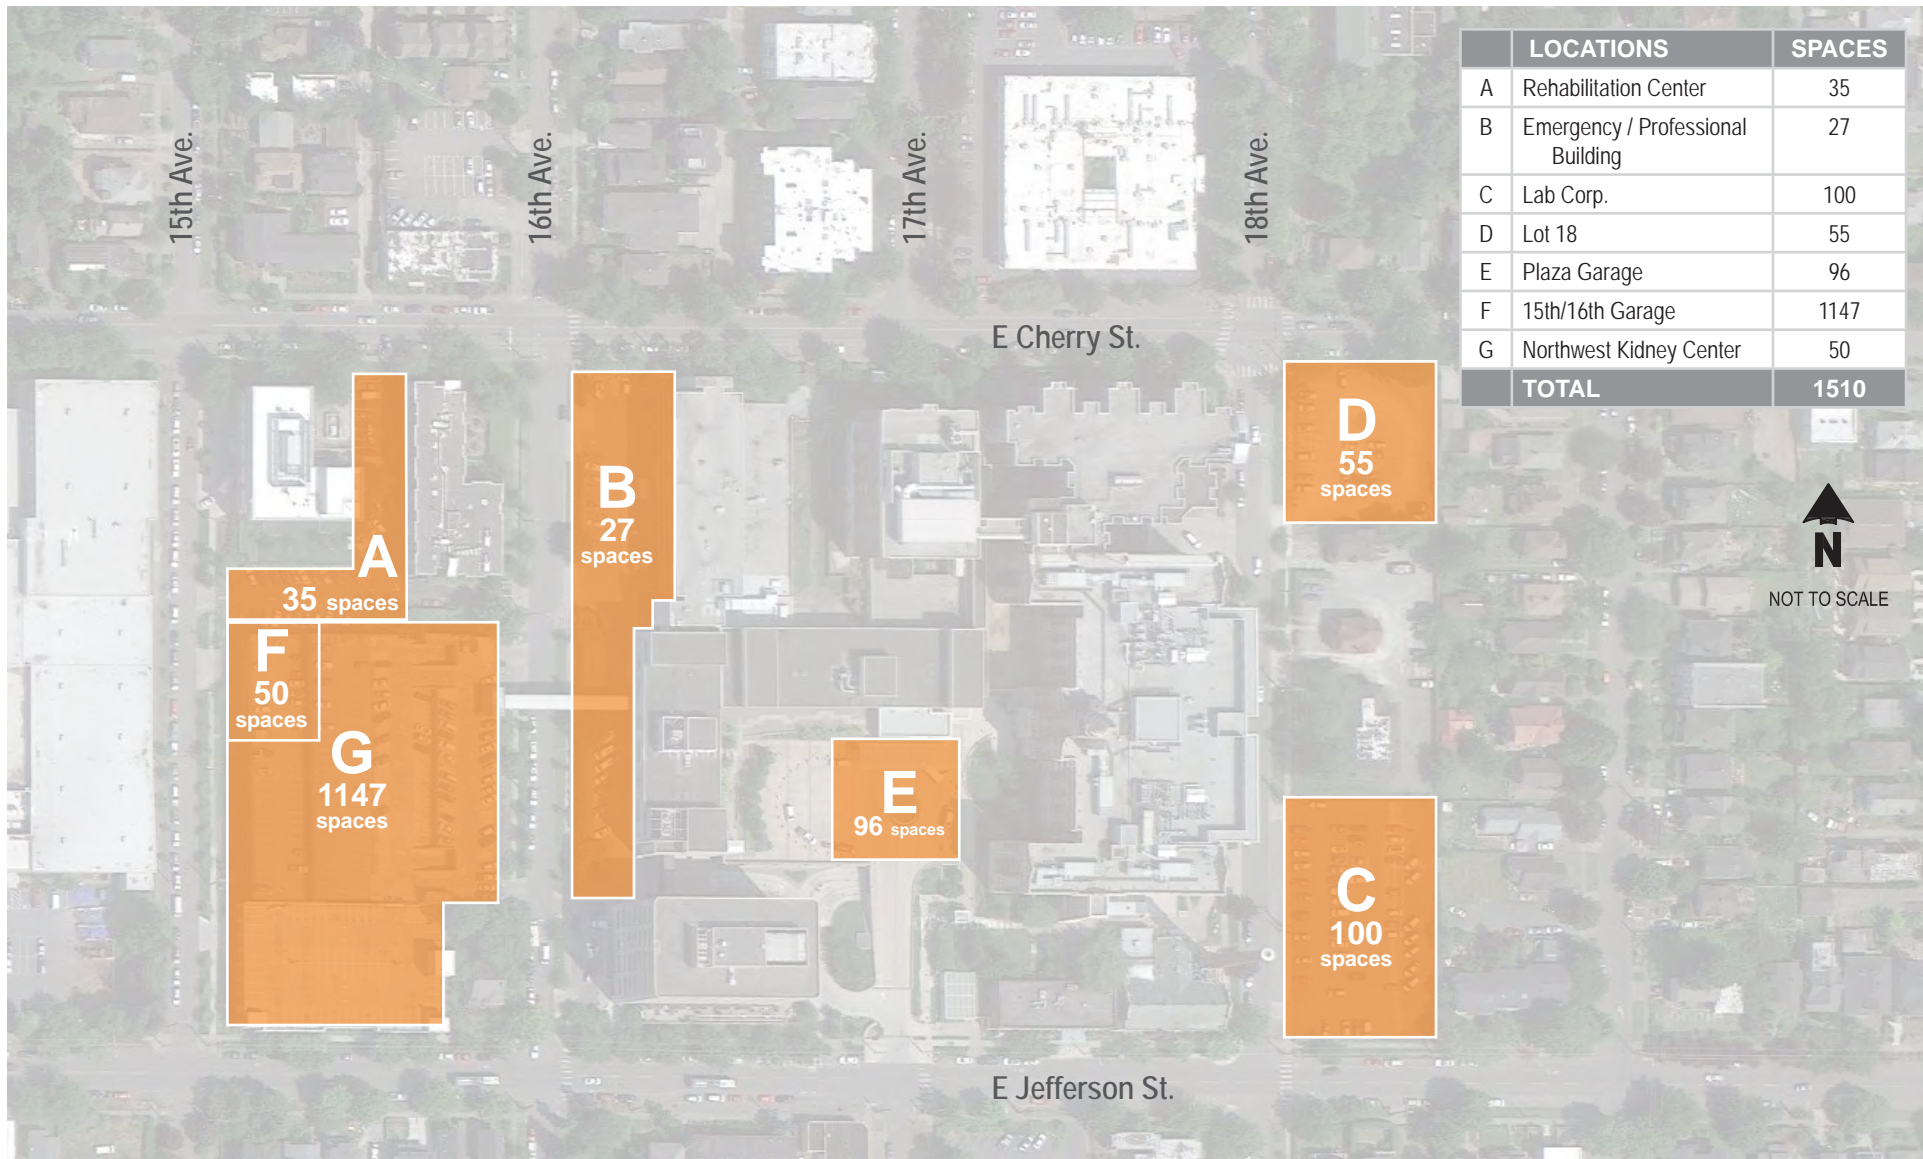 LOCATIONS SPACES
A Rehabilitation Center 35
B Emergency / Professional 27
Building
C Lab Corp. 100
D Lot 18 55
E Plaza Garage 96
F 15th/16th Garage 1147
G Northwest Kidney Center 50
TOTAL 1510
15th Ave.
16th Ave.
17th Ave.
18th Ave.
E Cherry St.
A
35 spaces
B
27
spaces
D
55
spaces
N
NOT TO SCALE
F
50
spaces
G
1147
spaces
E
96 spaces
C
100
spaces
E Jefferson St.